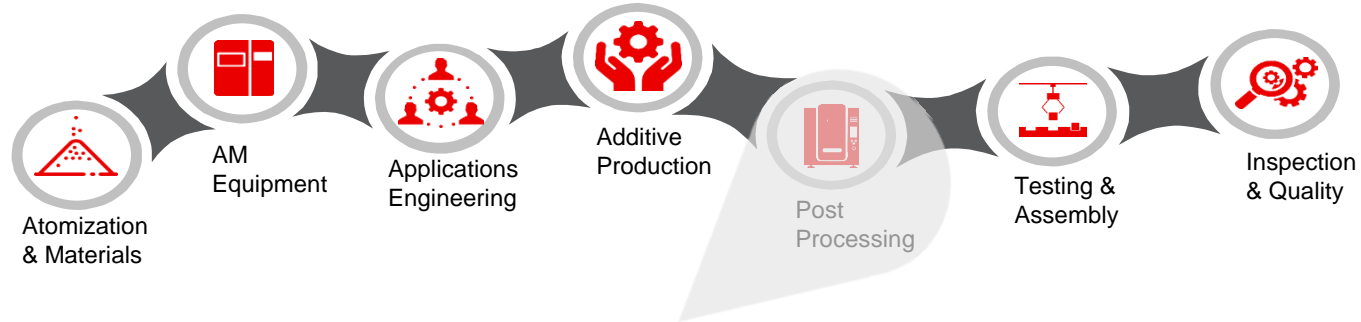 Atomization
& Materials
AM
Equipment
Applications
Engineering
Additive
Production
Post
Processing
Testing &
Assembly
Inspection
& Quality